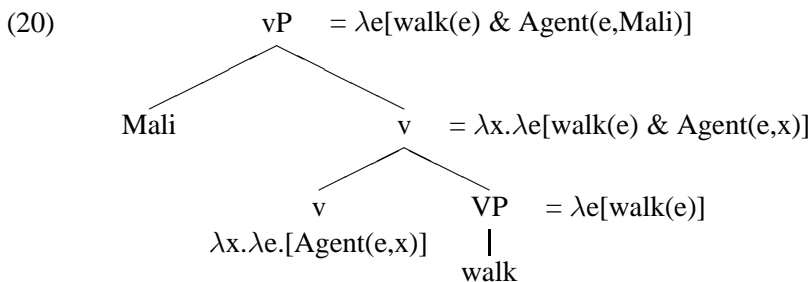 (20) vP = λe[walk(e) & Agent(e,Mali)]
Mali v = λx.λe[walk(e) & Agent(e,x)]
v VP = λe[walk(e)]
λx.λe.[Agent(e,x)]
walk